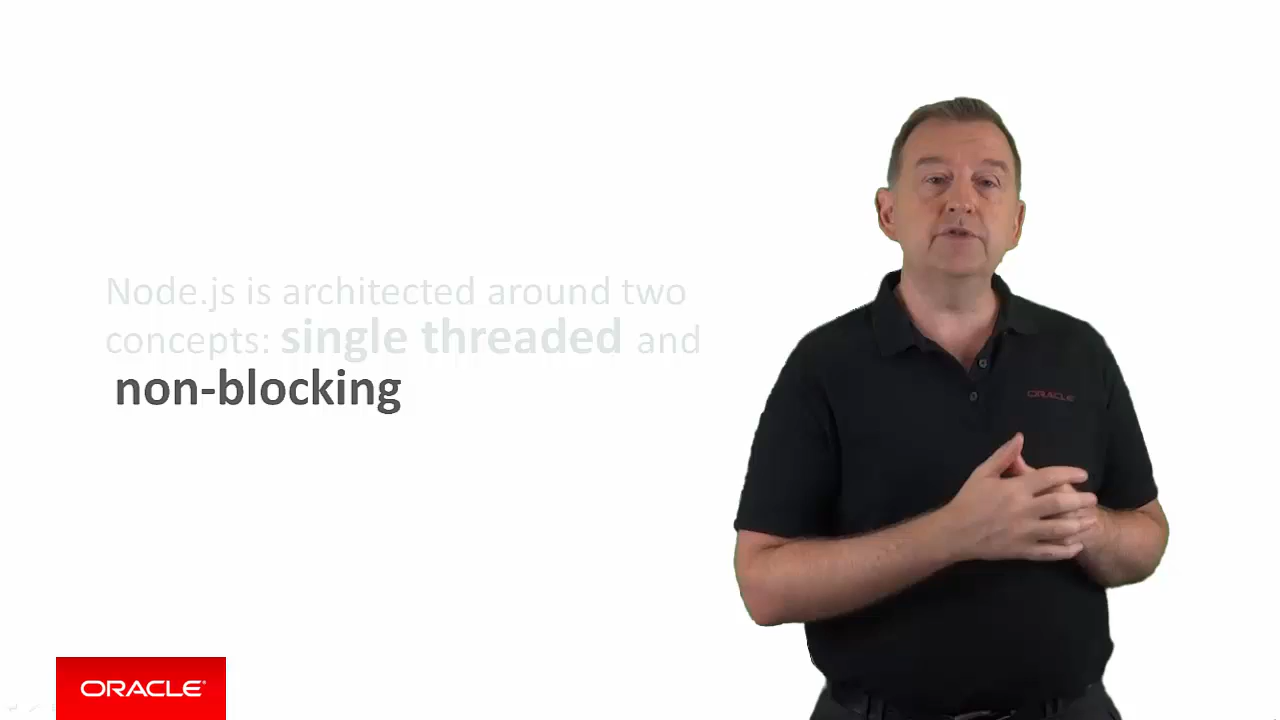 Node.js is architected around two
concepts: single threaded and
non-blocking
ORACLE
ORACLE®